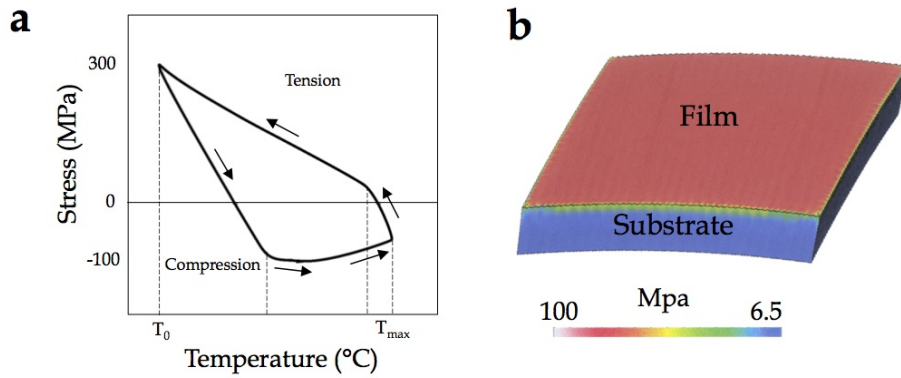 a
300
0
-100
Stress (MPa)
Tension
Compression
T0
Tmax
Temperature (°C)
b
Film
Substrate
Mpa
100
6.5